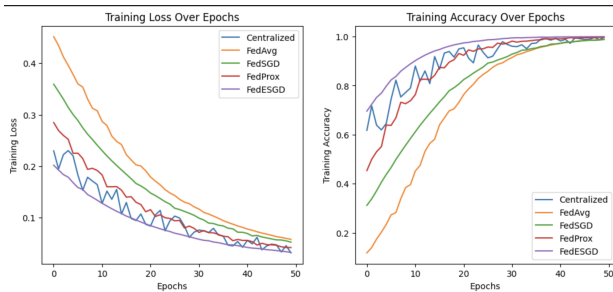 Training Loss Over Epochs
Centralized
FedAvg
FedSGD
FedProx
FedESGD
Training Loss
0.4
0.3
0.2
0.1
0
10
20
30
40
50
Epochs
Training Accuracy Over Epochs
Training Accuracy
1.0
0.8
0.6
0.4
0.2
Centralized
FedAvg
FedSGD
FedProx
FedESGD
0
10
20
30
40
50
Epochs